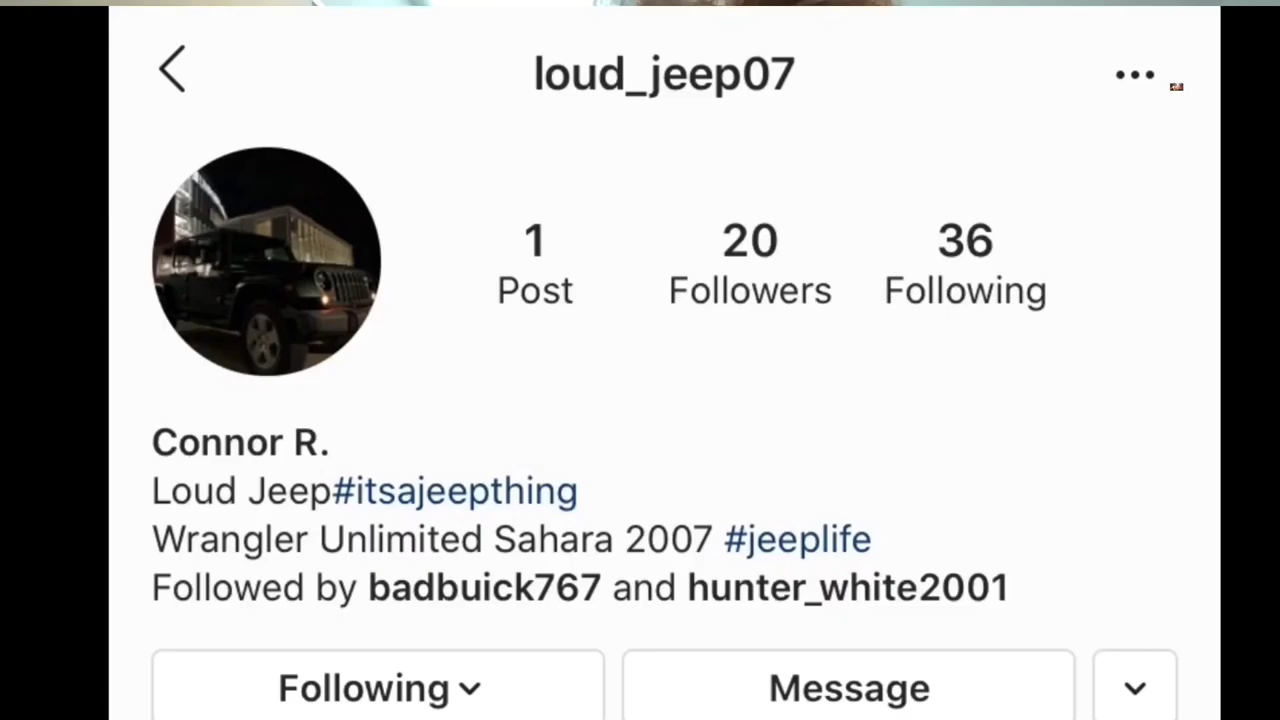 loud_jeep07
1 20 36
Post Followers Following
Connor R.
Loud Jeep#itsajeepthing
Wrangler Unlimited Sahara 2007 #jeeplife
Followed by badbuick767 and hunter_white2001
Following Message